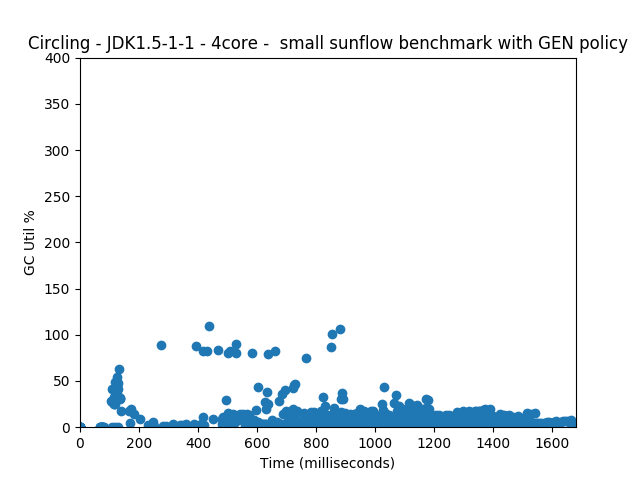 Circling - JDK1.5-1-1 - 4core -  small sunflow benchmark with GEN policy
400
350
300
250
200
150
100
50
0
GC Util %
0 200 400 600 800 1000 1200 1400 1600
Time (milliseconds)